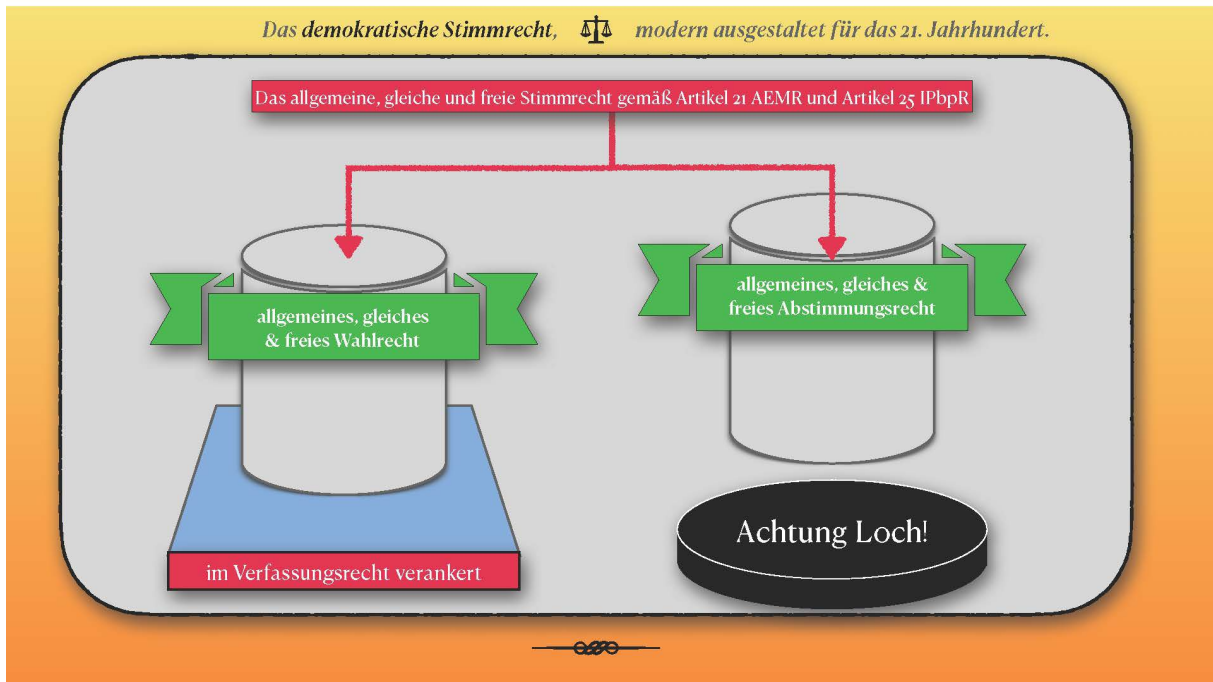 Das demokratische Stimmrecht, modern ausgestaltet für das 21. Jahrhundert.
Das allgemeine, gleiche und freie Stimmrecht gemäß Artikel 21 AEMR und Artikel 25 IPbpR
allgemeines, gleiches
& freies Wahlrecht
allgemeines, gleiches &
freies Abstimmungsrecht
im Verfassungsrecht verankert
Achtung Loch!